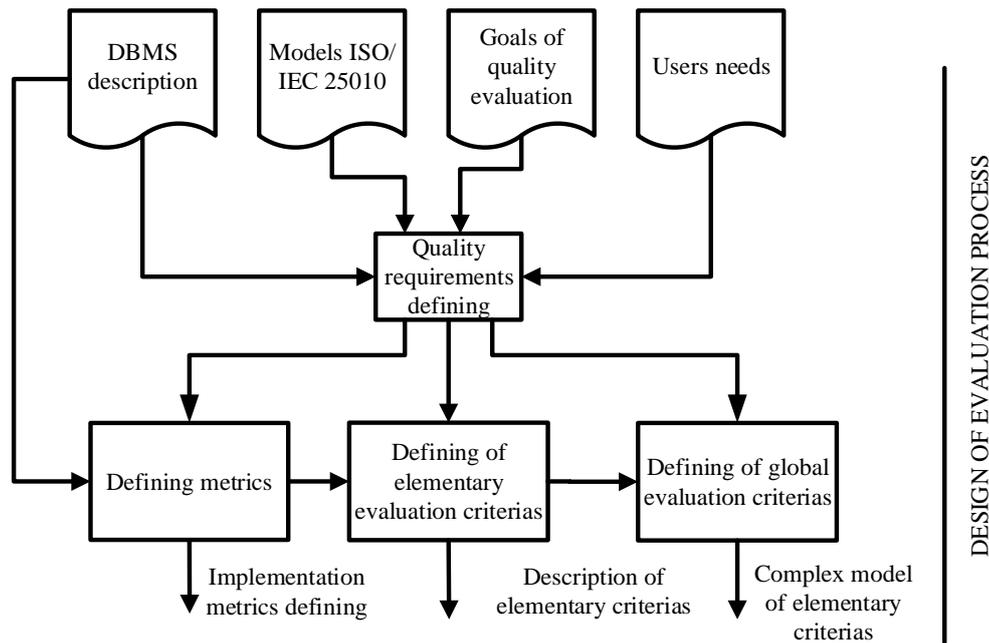 DBMS
description
Models ISO/
IEC 25010
Goals of
quality
evaluation
Users needs
Quality
requirements
defining
Defining metrics
Defining of
elementary
evaluation criterias
Defining of global
evaluation criterias
Implementation
metrics defining
Description of
elementary criterias
Complex model
of elementary
criterias
DESIGN OF EVALUATION PROCESS